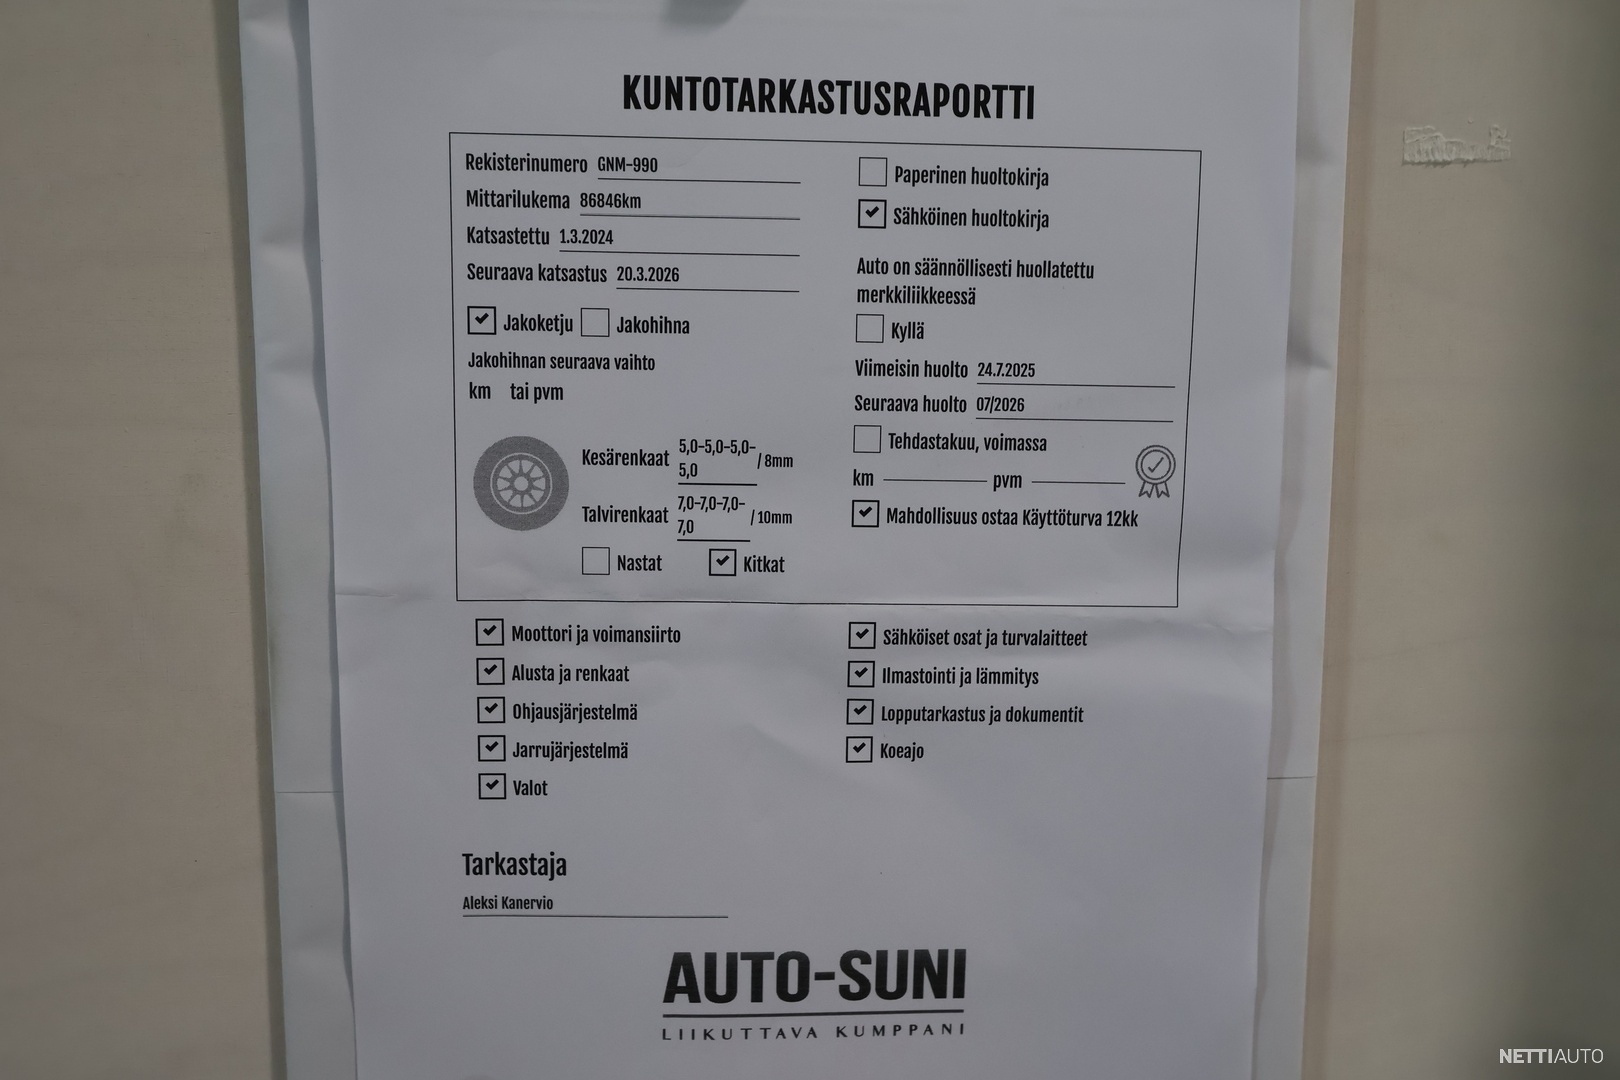 KUNTOTARKASTUSRAPORTTI
Rekisterinumero GNM-990
Mittarilukema 86846km
Katsastettu 1.3.2024
Seuraava katsastus 20.3.2026
Jakoketju Jakohihna
Jakohihnan seuraava vaihto
km tai pvm
Kesärenkaat 5,0-5,0-5,0-
5,0 / 8mm
Talvirenkaat 7,0-7,0-7,0-
7,0 / 10mm
Nastat Kitkat
Paperinen huoltokirja
Sähköinen huoltokirja
Auto on säännöllisesti huollatettu
merkkiliikkeessä
Kyllä
Viimeisin huolto 24.7.2025
Seuraava huolto 07/2026
Tehdastakuu, voimassa
km pvm
Mahdollisuus ostaa Käyttöturva 12kk
Moottori ja voimansiirto
Alusta ja renkaat
Ohjausjärjestelmä
Jarrujärjestelmä
Valot
Sähköiset osat ja turvalaitteet
Ilmastointi ja lämmitys
Lopputarkastus ja dokumentit
Koeajo
Tarkastaja
Aleksi Kanervio
AUTO-SUNI
LIIKUTTAVA KUMPPANI
NETTIAUTO